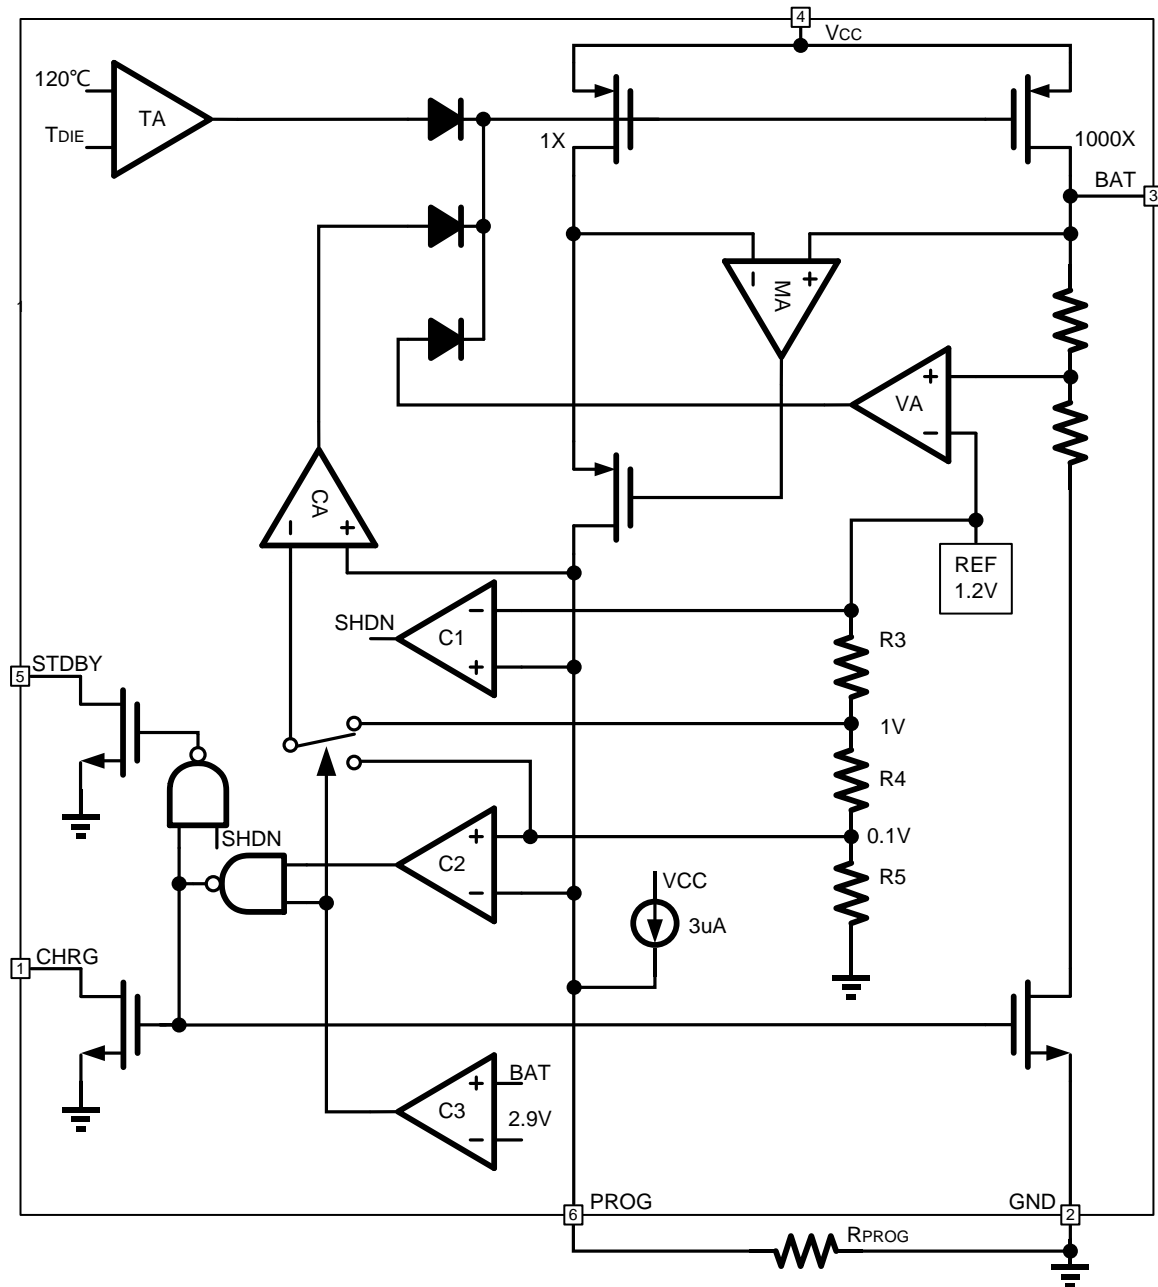 4
VCC
120℃
TA
TDIE
1X
1000X
BAT
3
− MA +
1
+
VA
−
CA
− +
REF
1.2V
SHDN
−
C1
+
R3
STDBY
5
1V
R4
SHDN
+
C2
−
0.1V
R5
VCC
3uA
CHRG
1
+
BAT
C3
2.9V
−
PROG
6
GND
2
RPROG